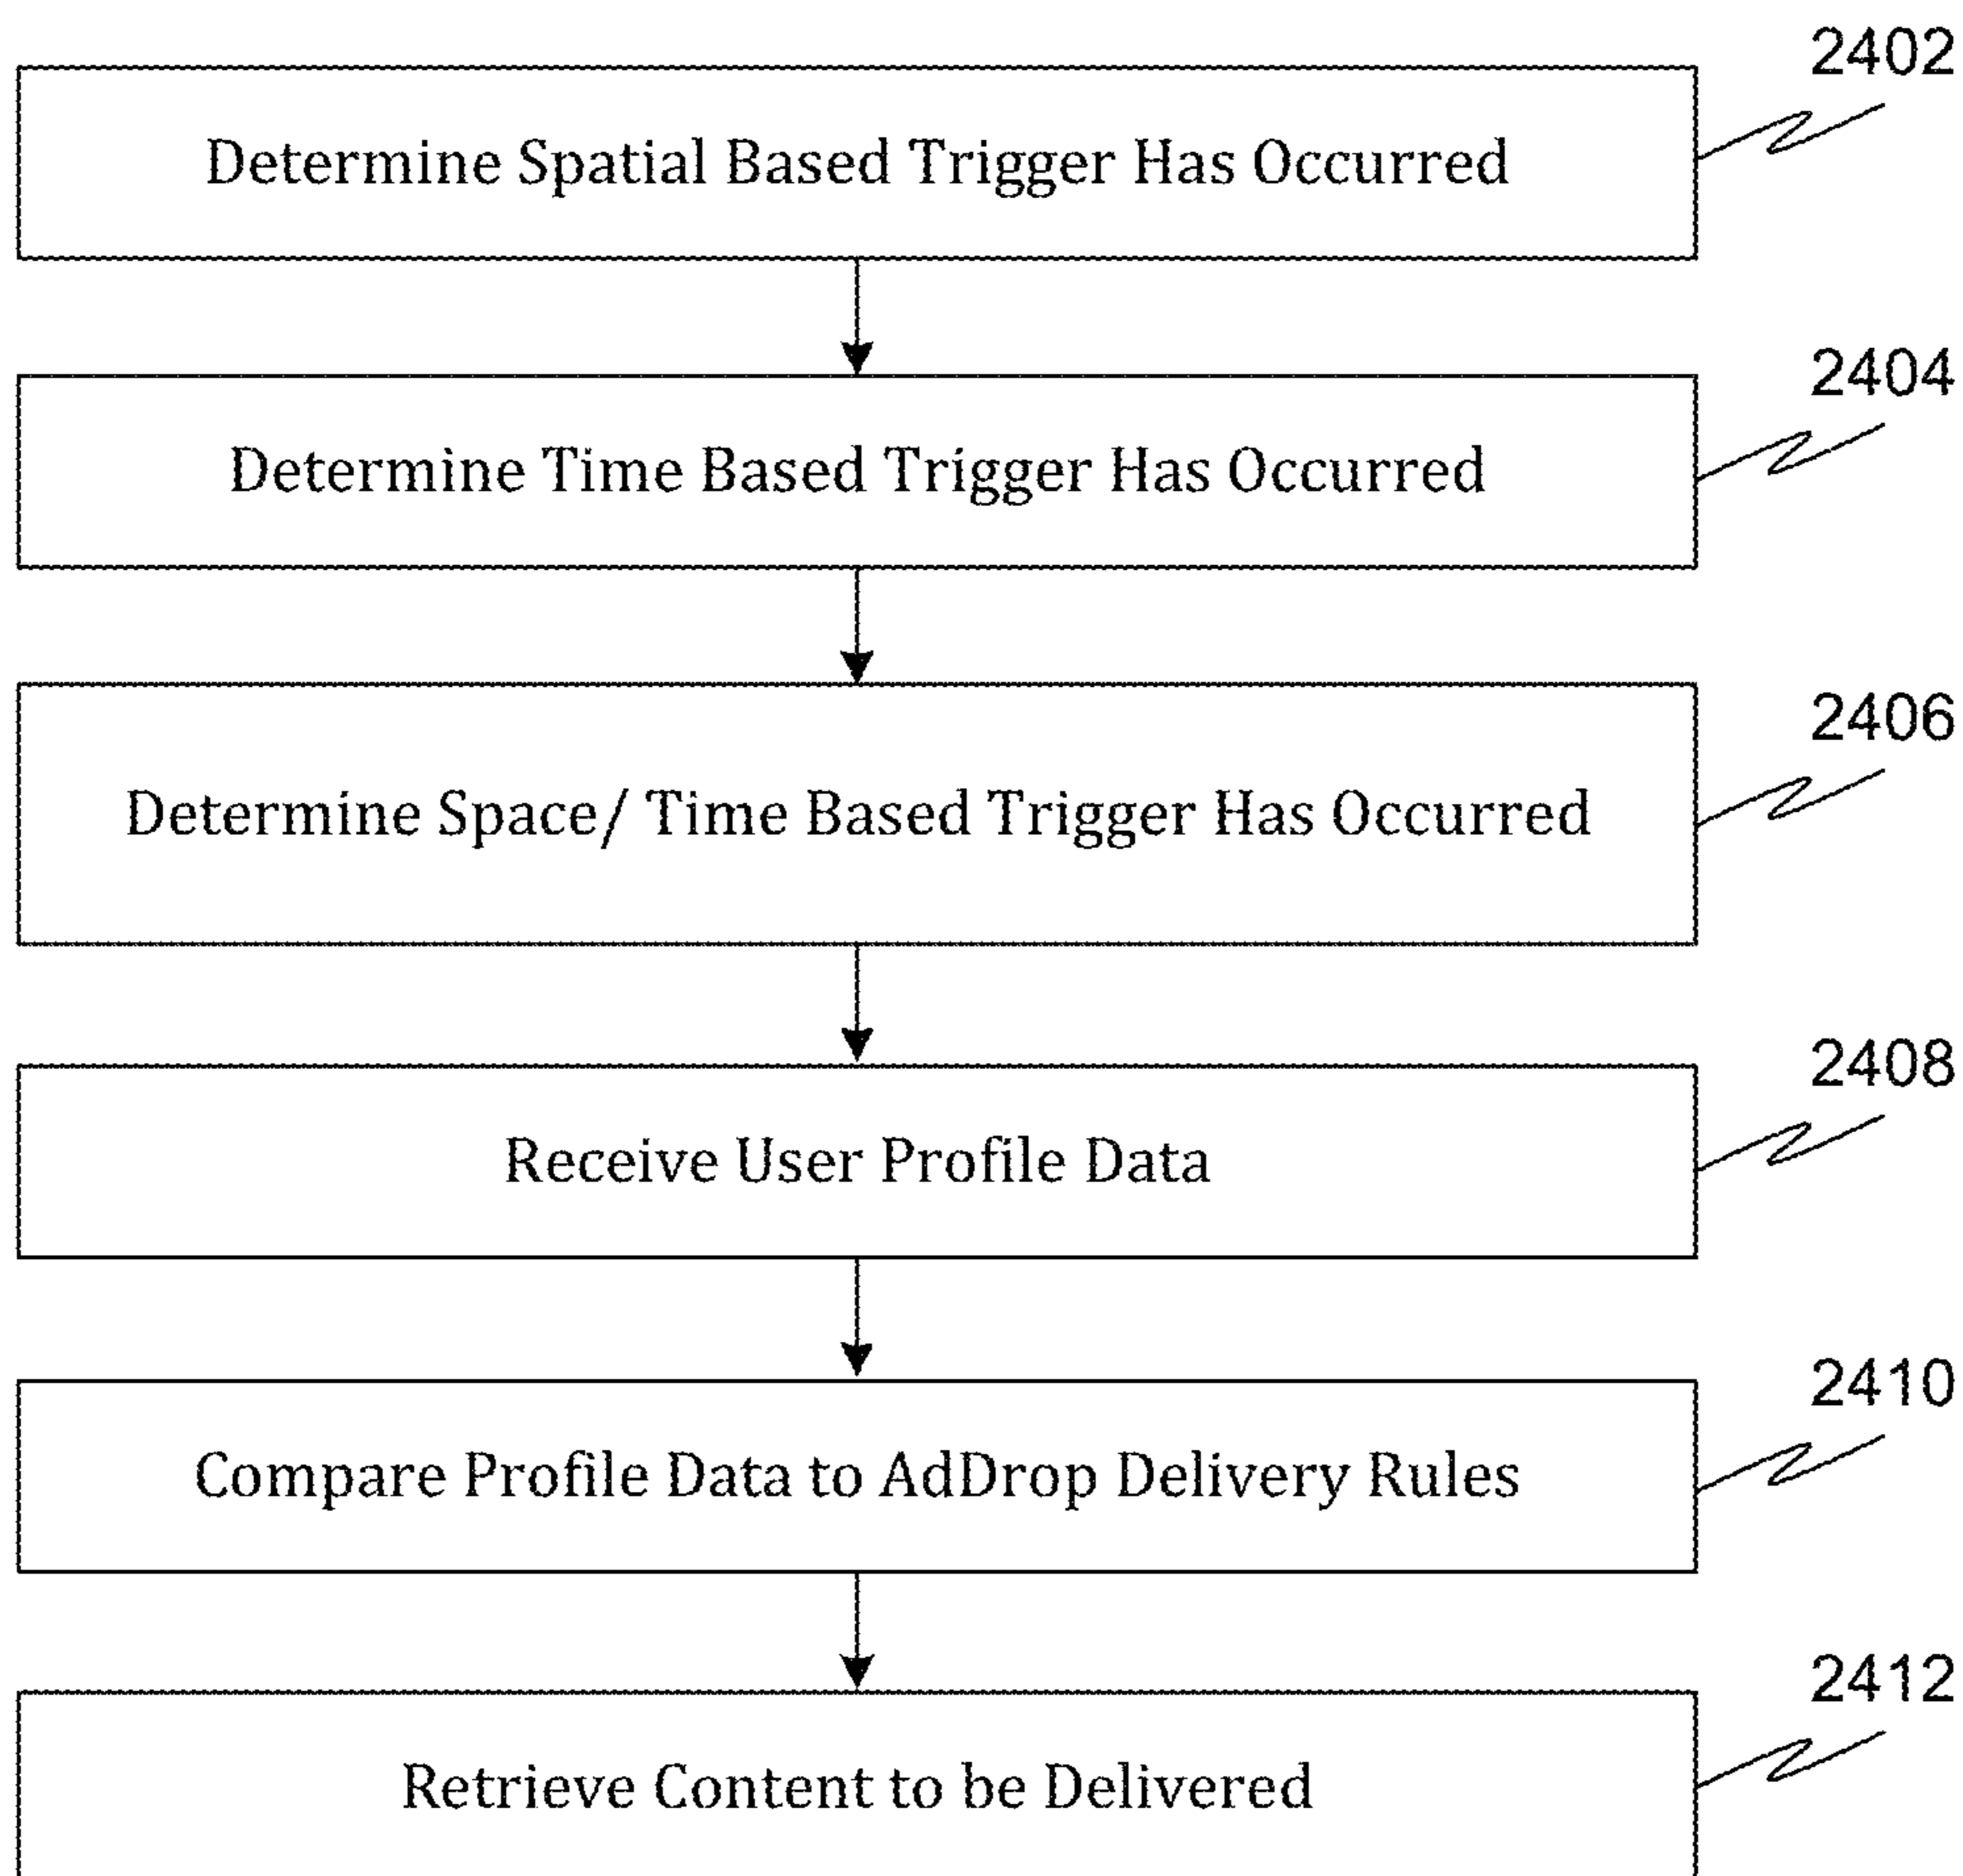 2402
Determine Spatial Based Trigger Has Occurred
2404
Determine Time Based Trigger Has Occurred
2406
Determine Space/ Time Based Trigger Has Occurred
2408
Receive User Profile Data
2410
Compare Profile Data to AdDrop Delivery Rules
2412
Retrieve Content to be Delivered